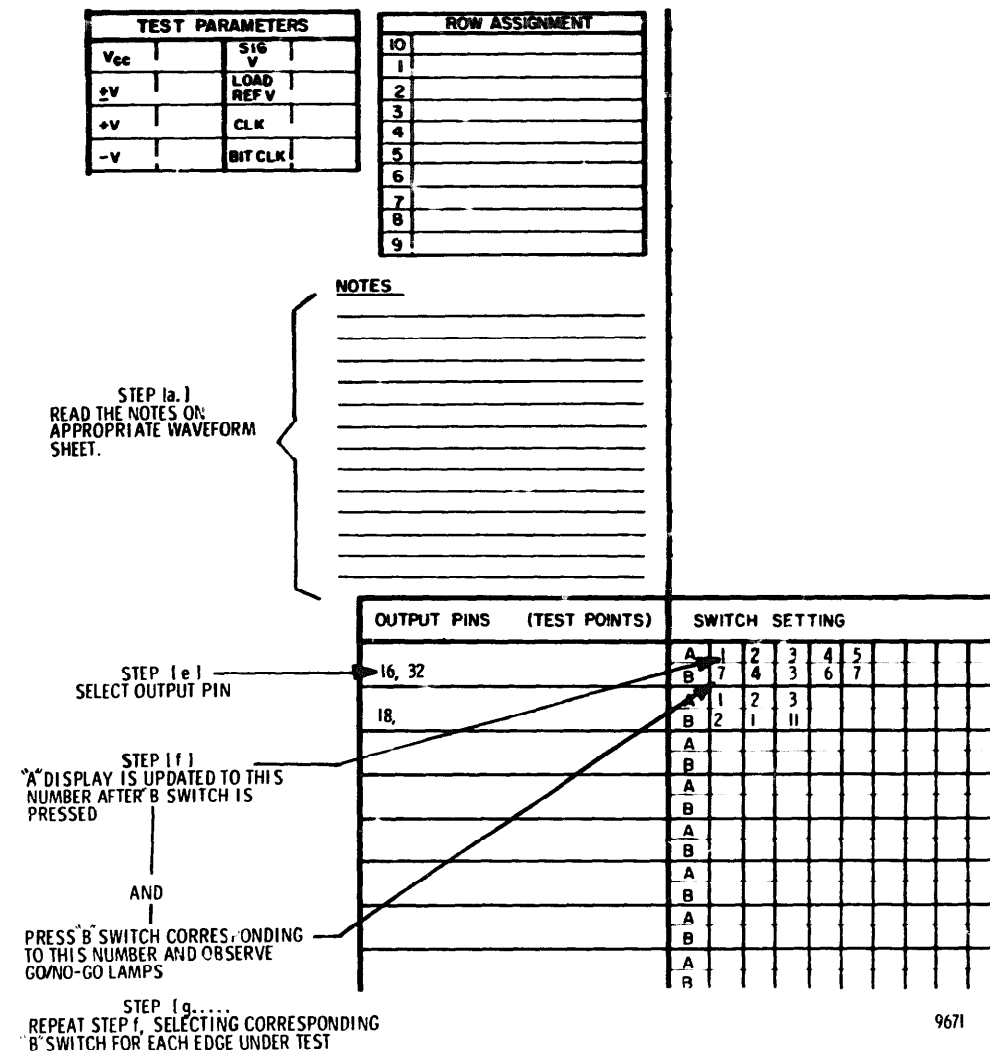 TEST PARAMETERS
Vcc SIG V
±V LOAD REF V
+V CLK
-V BIT CLK
ROW ASSIGNMENT
10
1
2
3
4
5
6
7
8
9
NOTES
STEP [a.]
READ THE NOTES ON
APPROPRIATE WAVEFORM
SHEET.
OUTPUT PINS (TEST POINTS) SWITCH SETTING
A 1 2 3 4 5
16, 32
B 7 4 3 6 7
A 1 2 3
18,
B 2 1 11
A
B
A
B
A
B
A
B
A
B
A
B
STEP [e]
SELECT OUTPUT PIN
STEP [f]
"A" DISPLAY IS UPDATED TO THIS
NUMBER AFTER B SWITCH IS
PRESSED
AND
PRESS "B" SWITCH CORRESPONDING
TO THIS NUMBER AND OBSERVE
GO/NO-GO LAMPS
STEP [g.....
REPEAT STEP f, SELECTING CORRESPONDING
"B" SWITCH FOR EACH EDGE UNDER TEST
9671